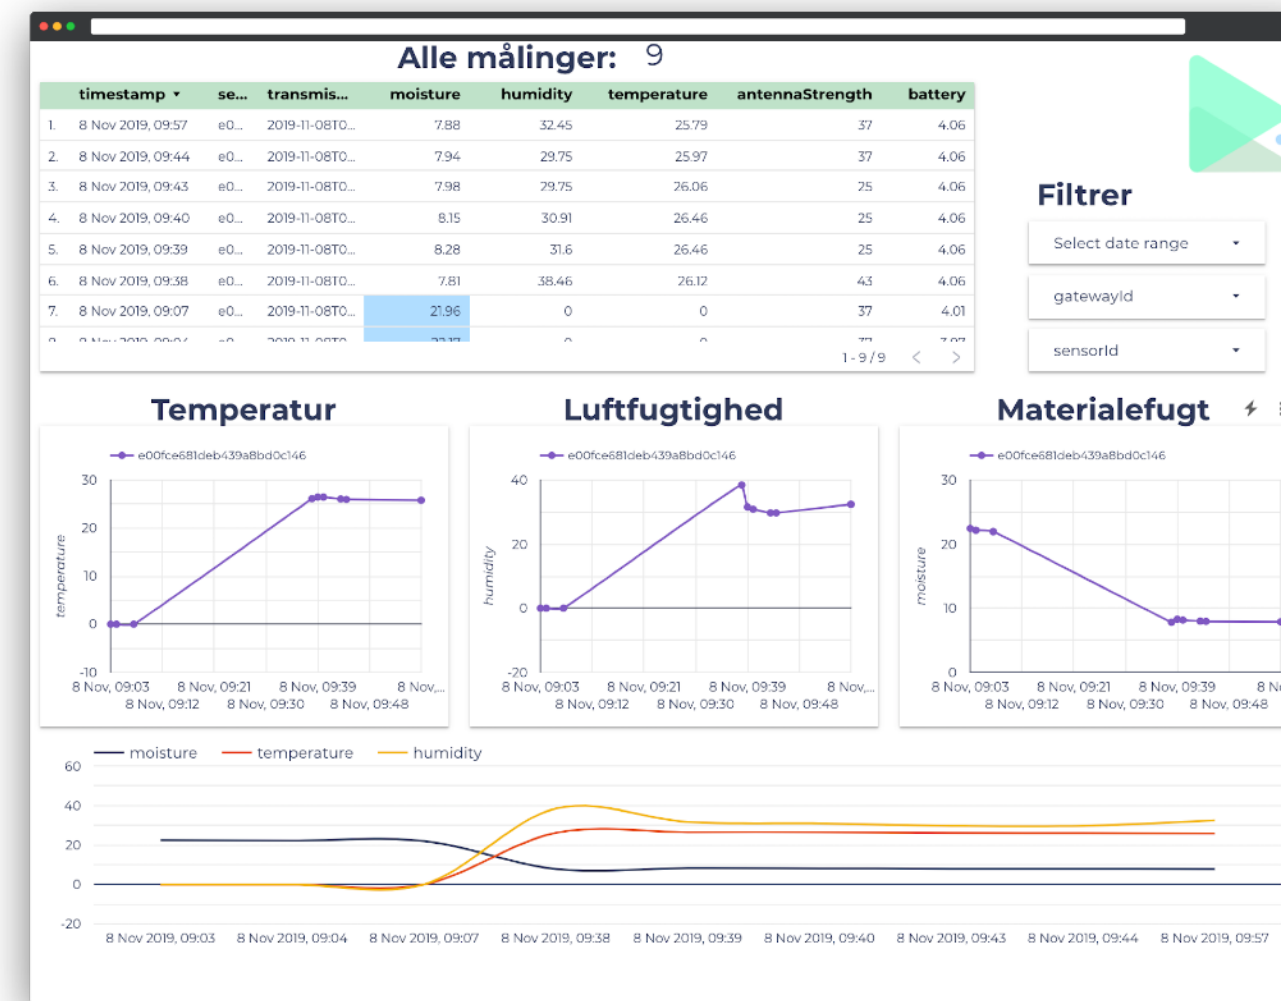 Alle målinger: 9
timestamp se... transmis... moisture humidity temperature antennaStrength battery
1. 8 Nov 2019, 09:57 e0... 2019-11-08T0... 7.88 32.45 25.79 37 4.06
2. 8 Nov 2019, 09:44 e0... 2019-11-08T0... 7.94 29.75 25.97 37 4.06
3. 8 Nov 2019, 09:43 e0... 2019-11-08T0... 7.98 29.75 26.06 25 4.06
4. 8 Nov 2019, 09:40 e0... 2019-11-08T0... 8.15 30.91 26.46 25 4.06
5. 8 Nov 2019, 09:39 e0... 2019-11-08T0... 8.28 31.6 26.46 25 4.06
6. 8 Nov 2019, 09:38 e0... 2019-11-08T0... 7.81 38.46 26.12 43 4.06
7. 8 Nov 2019, 09:07 e0... 2019-11-08T0... 21.96 0 0 37 4.01
1 - 9 / 9
Filtrer
Select date range
gatewayId
sensorId
Temperatur
e00fce681deb439a8bd0c146
30
20
10
0
-10
temperature
8 Nov, 09:03 8 Nov, 09:21 8 Nov, 09:39 8 Nov,...
8 Nov, 09:12 8 Nov, 09:30 8 Nov, 09:48
Luftfugtighed
e00fce681deb439a8bd0c146
40
20
0
-20
humidity
8 Nov, 09:03 8 Nov, 09:21 8 Nov, 09:39 8 Nov,...
8 Nov, 09:12 8 Nov, 09:30 8 Nov, 09:48
Materialefugt
e00fce681deb439a8bd0c146
30
20
10
0
moisture
8 Nov, 09:03 8 Nov, 09:21 8 Nov, 09:39 8
8 Nov, 09:12 8 Nov, 09:30 8 Nov, 09:48
moisture temperature humidity
60
40
20
0
-20
8 Nov 2019, 09:03 8 Nov 2019, 09:04 8 Nov 2019, 09:07 8 Nov 2019, 09:38 8 Nov 2019, 09:39 8 Nov 2019, 09:40 8 Nov 2019, 09:43 8 Nov 2019, 09:44 8 Nov 2019, 09:57